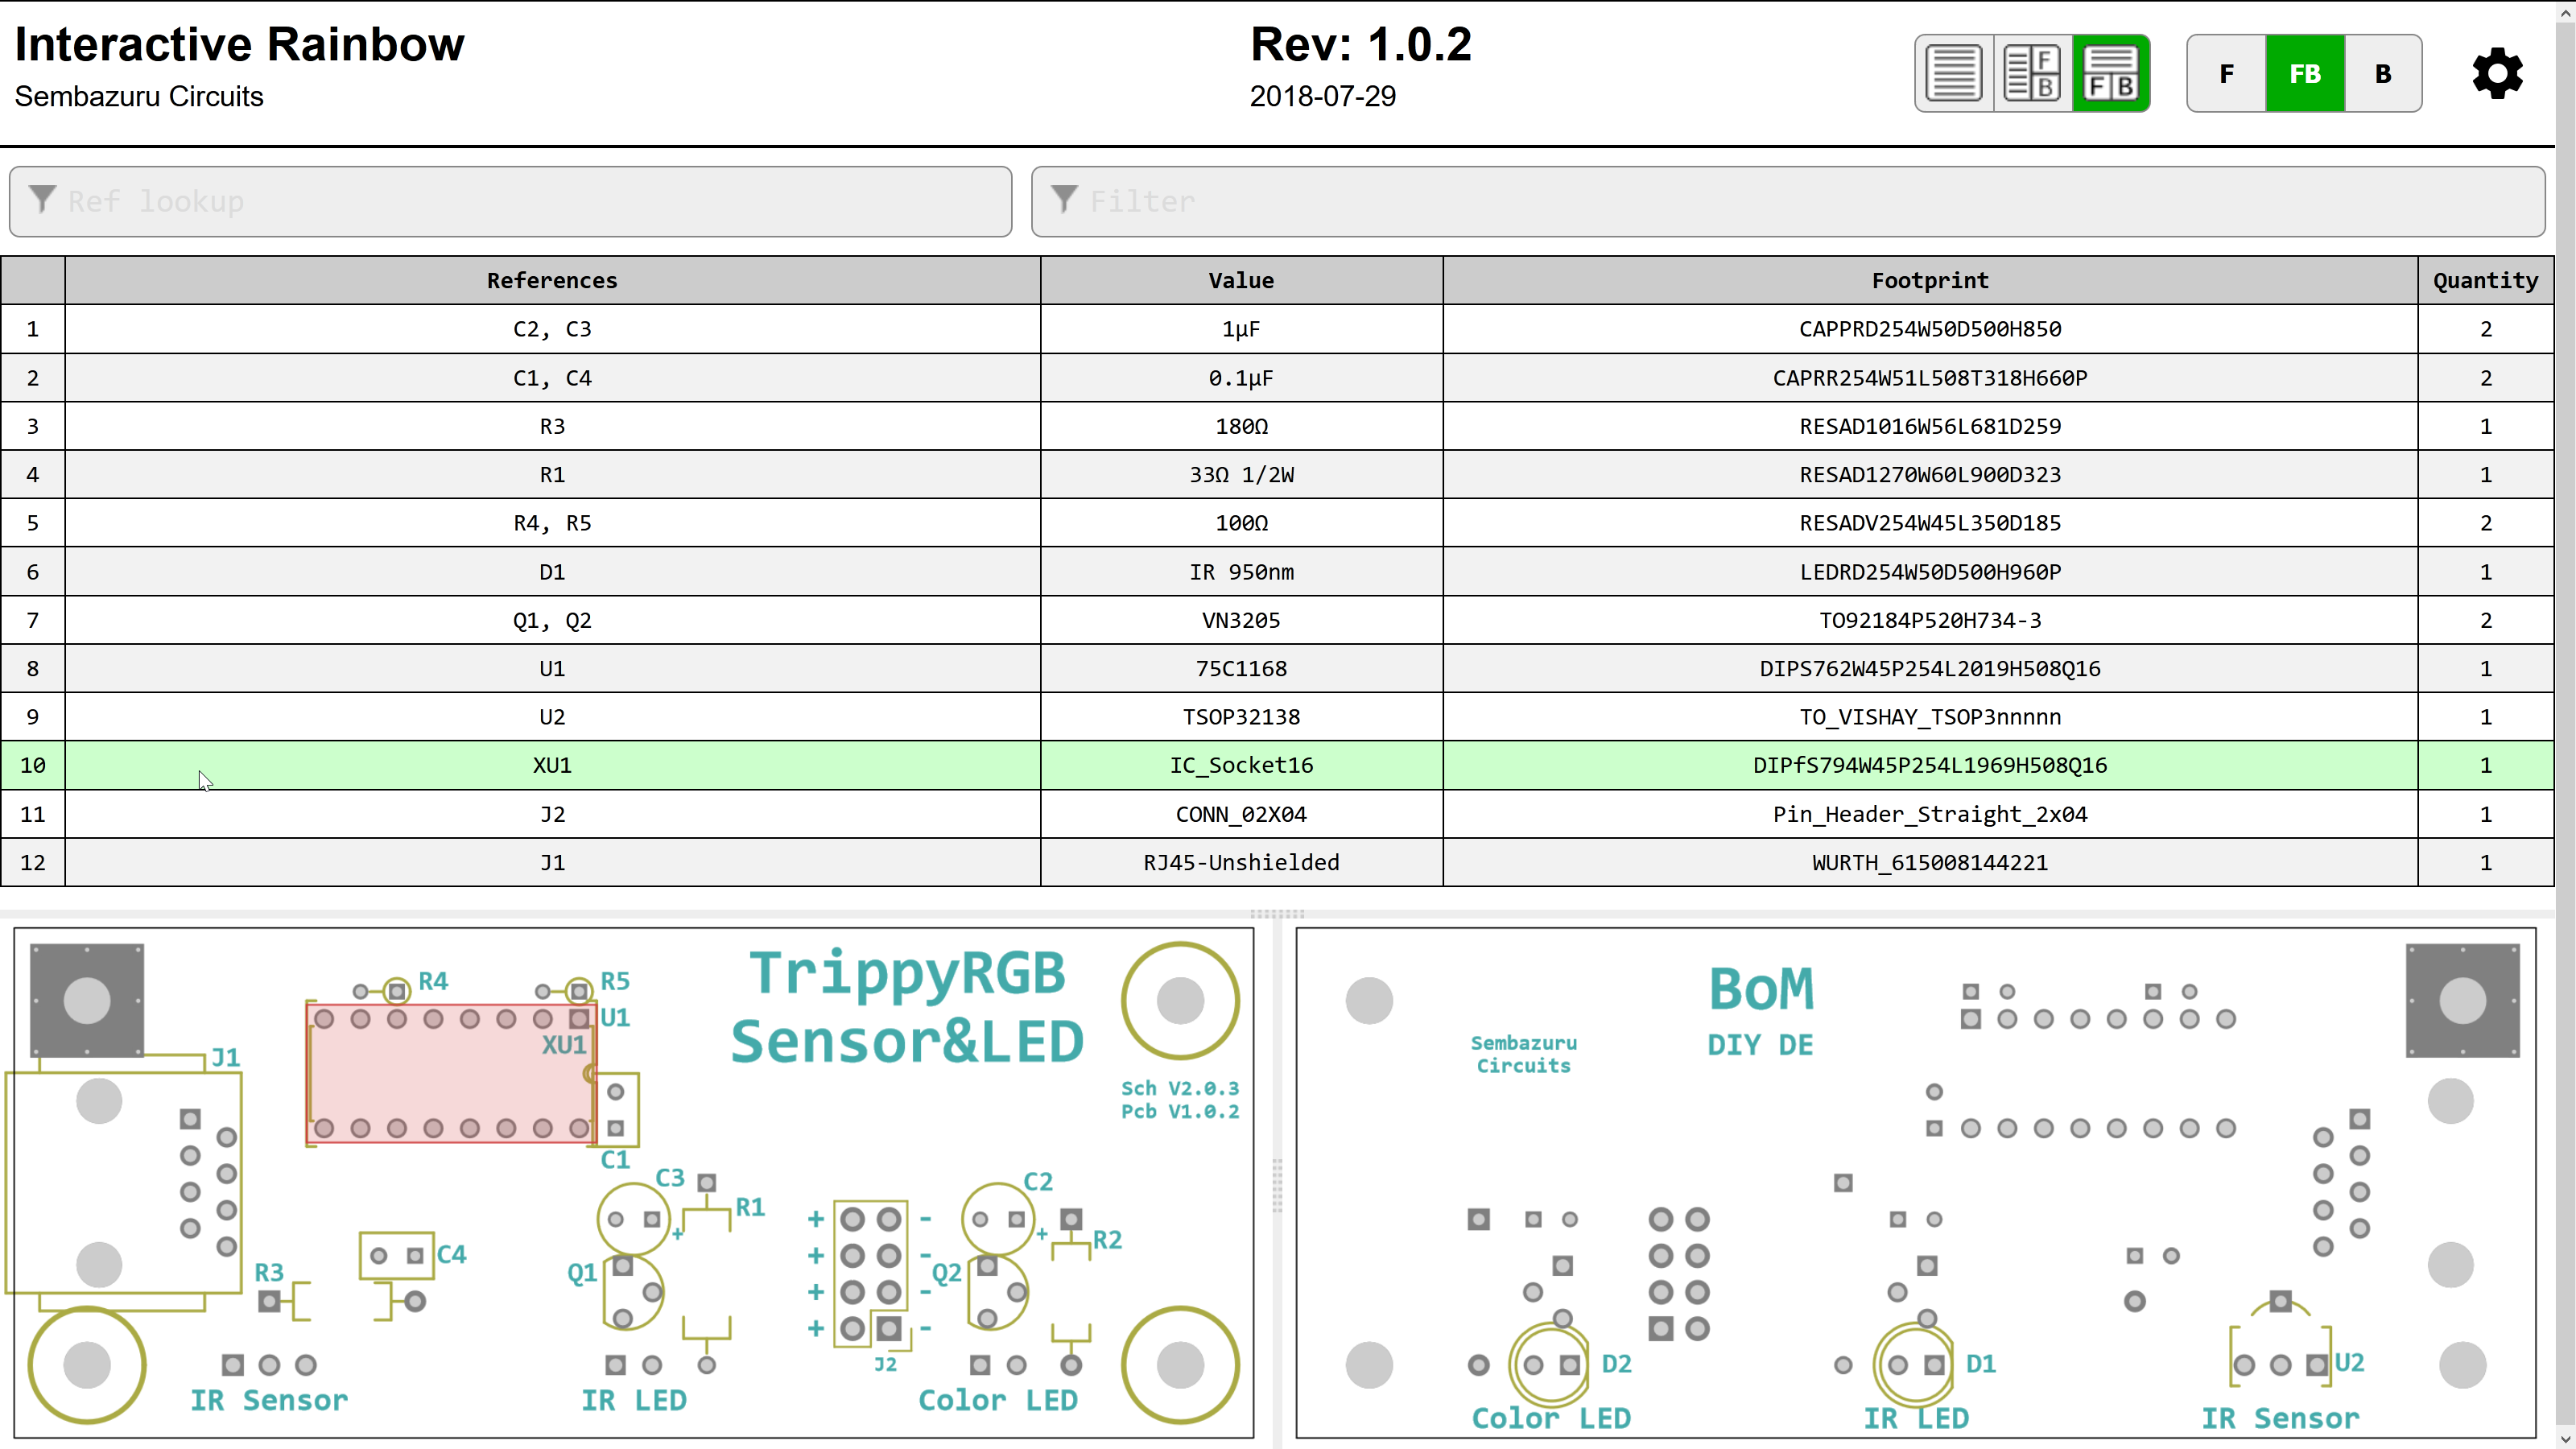 Interactive Rainbow
Rev: 1.0.2
Sembazuru Circuits
2018-07-29
F
B
F B
F
FB
B
Ref lookup
Filter
References Value Footprint Quantity
1 C2, C3 1µF CAPPRD254W50D500H850 2
2 C1, C4 0.1µF CAPRR254W51L508T318H660P 2
3 R3 180Ω RESAD1016W56L681D259 1
4 R1 33Ω 1/2W RESAD1270W60L900D323 1
5 R4, R5 100Ω RESADV254W45L350D185 2
6 D1 IR 950nm LEDRD254W50D500H960P 1
7 Q1, Q2 VN3205 TO92184P520H734-3 2
8 U1 75C1168 DIPS762W45P254L2019H508Q16 1
9 U2 TSOP32138 TO_VISHAY_TSOP3nnnnn 1
10 XU1 IC_Socket16 DIPfS794W45P254L1969H508Q16 1
11 J2 CONN_02X04 Pin_Header_Straight_2x04 1
12 J1 RJ45-Unshielded WURTH_615008144221 1
TrippyRGB
Sensor&LED
R4
R5
U1
XU1
J1
Sch V2.0.3
Pcb V1.0.2
C1
C3
R1
C2
R2
+ -
+ -
+ -
+ -
+
+
C4
R3
Q1
Q2
J2
IR Sensor
IR LED
Color LED
BoM
DIY DE
Sembazuru
Circuits
D2
D1
U2
Color LED
IR LED
IR Sensor